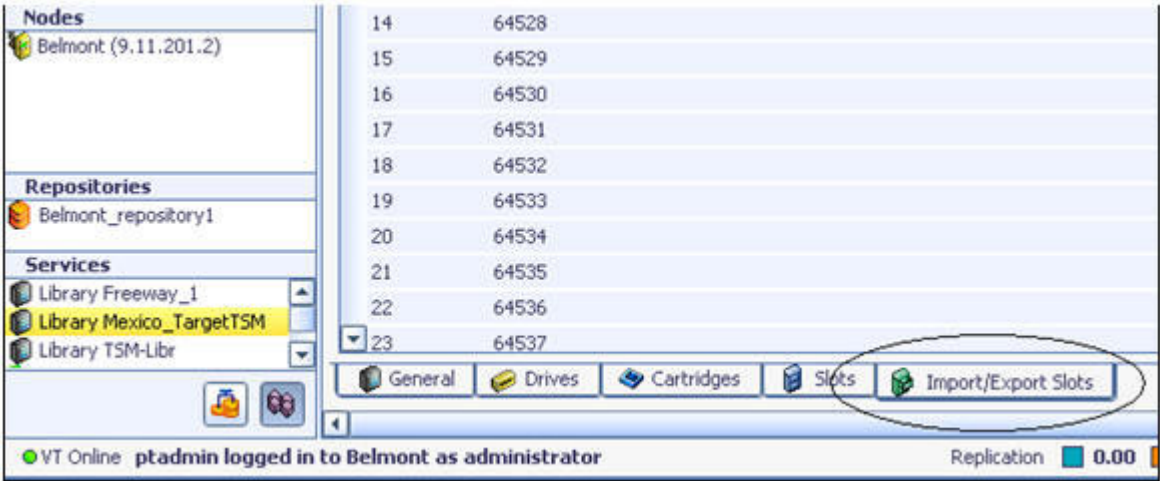 Nodes
Belmont (9.11.201.2)
Repositories
Belmont_repository1
Services
Library Freeway_1
Library Mexico_TargetTSM
Library TSM-Libr
14 64528
15 64529
16 64530
17 64531
18 64532
19 64533
20 64534
21 64535
22 64536
23 64537
General Drives Cartridges Slots Import/Export Slots
VT Online ptadmin logged in to Belmont as administrator Replication 0.00